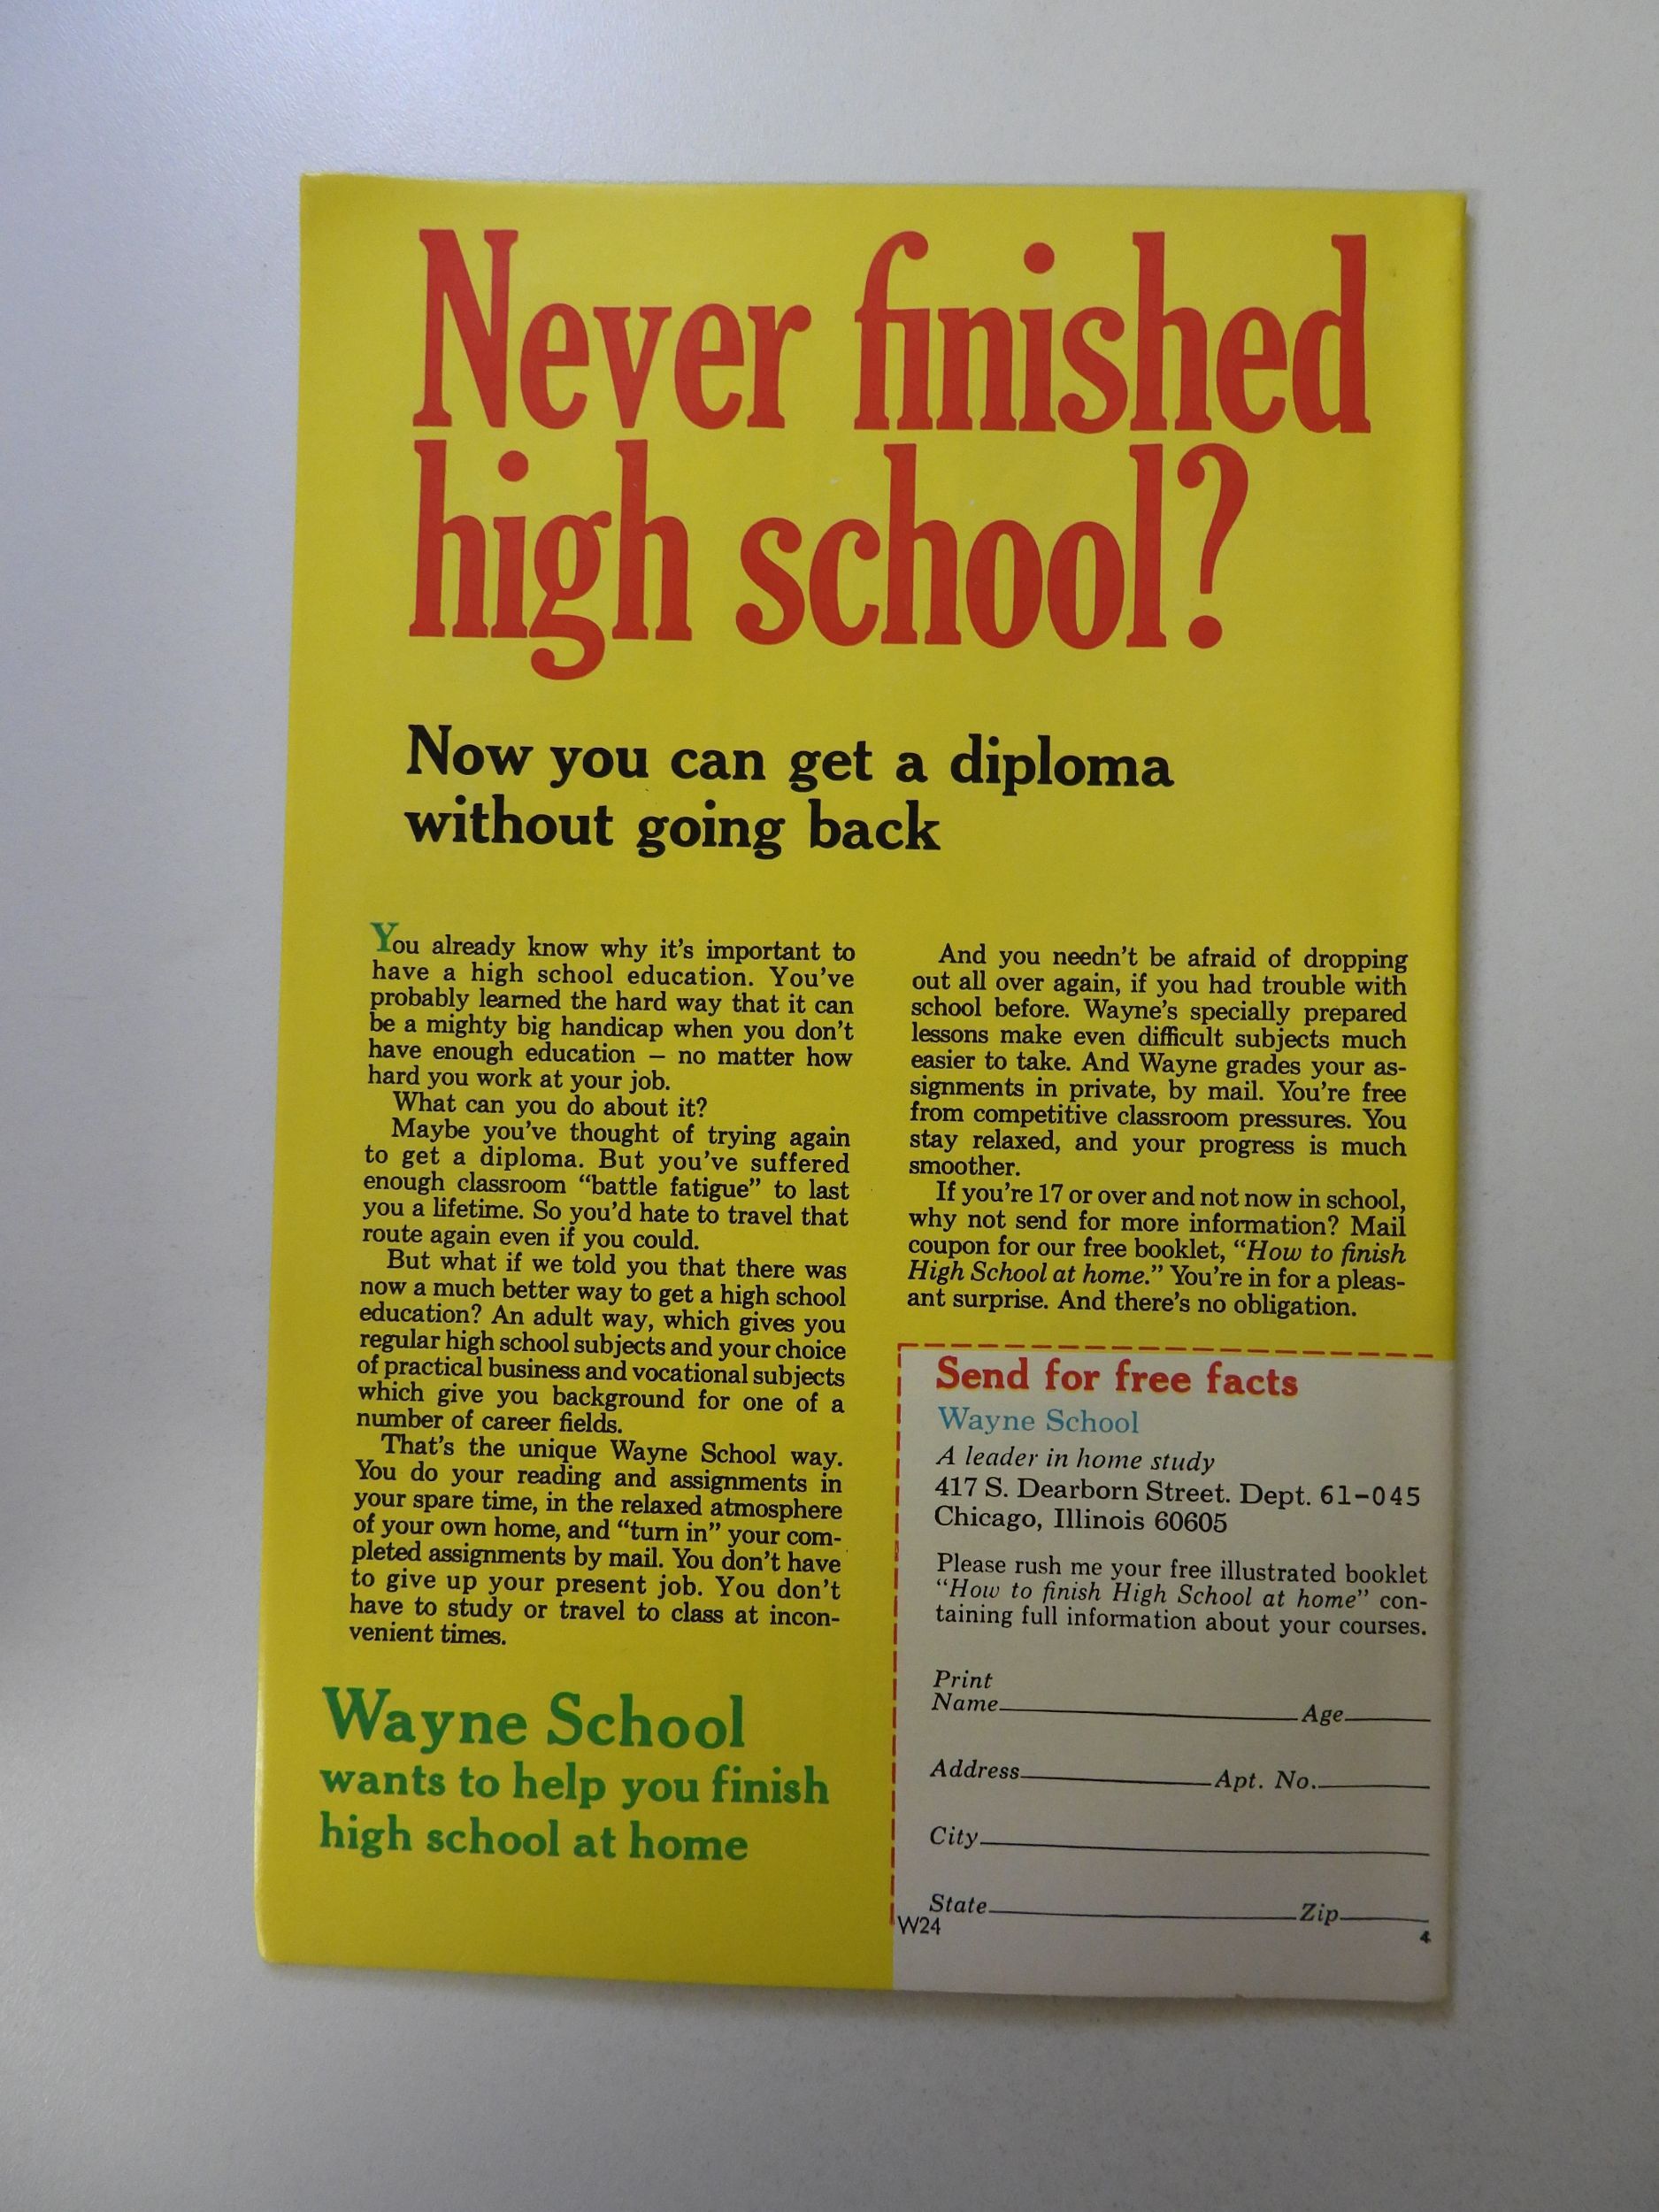 Never finished
high school?
Now you can get a diploma
without going back
You already know why it's important to
have a high school education. You've
probably learned the hard way that it can
be a mighty big handicap when you don't
have enough education — no matter how
hard you work at your job.
What can you do about it?
Maybe you've thought of trying again
to get a diploma. But you've suffered
enough classroom “battle fatigue” to last
you a lifetime. So you'd hate to travel that
route again even if you could.
But what if we told you that there was
now a much better way to get a high school
education? An adult way, which gives you
regular high school subjects and your choice
of practical business and vocational subjects
which give you background for one of a
number of career fields.
That's the unique Wayne School way.
You do your reading and assignments in
your spare time, in the relaxed atmosphere
of your own home, and “turn in” your com-
pleted assignments by mail. You don't have
to give up your present job. You don't
have to study or travel to class at incon-
venient times.
Wayne School
wants to help you finish
high school at home
And you needn't be afraid of dropping
out all over again, if you had trouble with
school before. Wayne's specially prepared
lessons make even difficult subjects much
easier to take. And Wayne grades your as-
signments in private, by mail. You're free
from competitive classroom pressures. You
stay relaxed, and your progress is much
smoother.
If you're 17 or over and not now in school,
why not send for more information? Mail
coupon for our free booklet, “How to finish
High School at home.” You're in for a pleas-
ant surprise. And there's no obligation.
Send for free facts
Wayne School
A leader in home study
417 S. Dearborn Street. Dept. 61-045
Chicago, Illinois 60605
Please rush me your free illustrated booklet
“How to finish High School at home” con-
taining full information about your courses.
Print
Name Age
Address Apt. No.
City
State Zip
W24 4